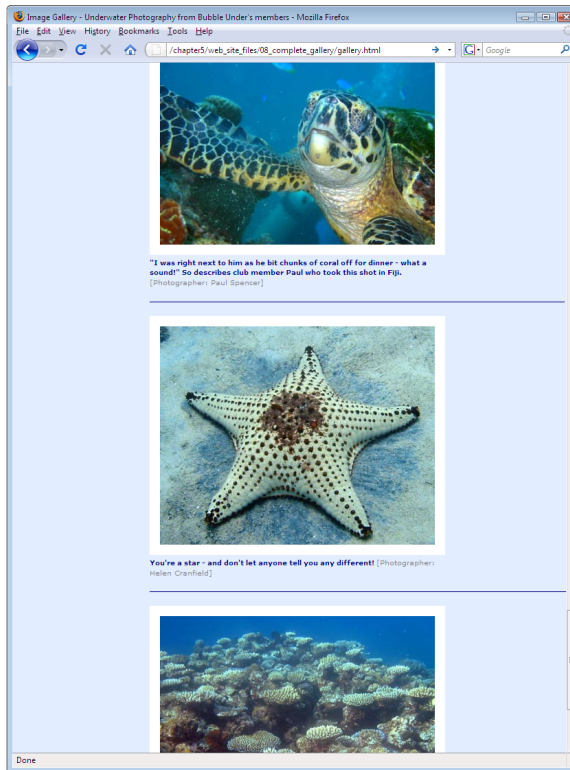 Image Gallery - Underwater Photography from Bubble Under's members - Mozilla Firefox
File Edit View History Bookmarks Tools Help
/chapter5/web_site_files/08_complete_gallery/gallery.html
G Google
"I was right next to him as he bit chunks of coral off for dinner - what a
sound!" So describes club member Paul who took this shot in Fiji.
[Photographer: Paul Spencer]
You're a star - and don't let anyone tell you any different! [Photographer:
Helen Cranfield]
Done